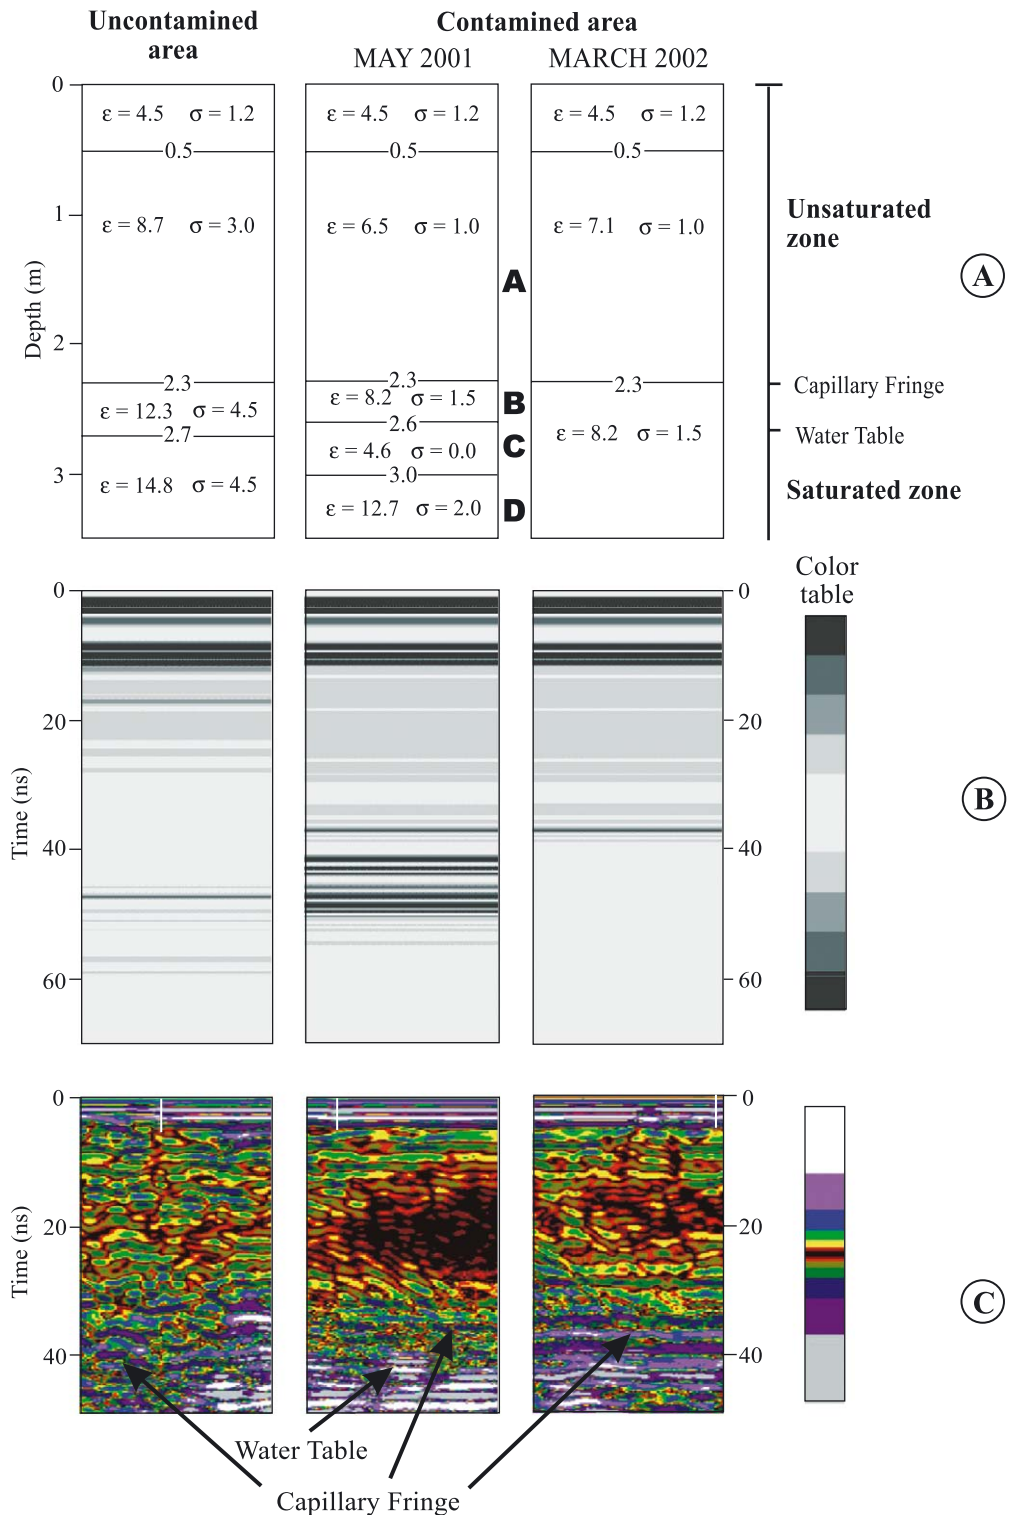 Uncontamined
area
Contamined area
MAY 2001
MARCH 2002
0
1
2
3
Depth (m)
ε = 4.5 σ = 1.2
0.5
ε = 8.7 σ = 3.0
2.3
ε = 12.3 σ = 4.5
2.7
ε = 14.8 σ = 4.5
ε = 4.5 σ = 1.2
0.5
ε = 6.5 σ = 1.0
2.3
ε = 8.2 σ = 1.5
2.6
ε = 4.6 σ = 0.0
3.0
ε = 12.7 σ = 2.0
A
B
C
D
ε = 4.5 σ = 1.2
0.5
ε = 7.1 σ = 1.0
2.3
ε = 8.2 σ = 1.5
Unsaturated
zone
Capillary Fringe
Water Table
Saturated zone
A
0
20
40
60
Time (ns)
0
20
40
60
Color
table
B
0
20
40
Time (ns)
0
20
40
C
Water Table
Capillary Fringe